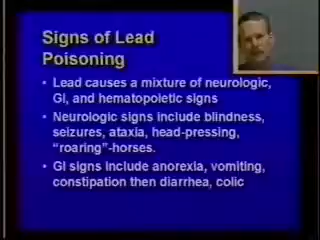 Signs of Lead
Poisoning
• Lead causes a mixture of neurologic,
GI, and hematopoietic signs
• Neurologic signs include blindness,
seizures, ataxia, head-pressing,
“roaring”-horses.
• GI signs include anorexia, vomiting,
constipation then diarrhea, colic